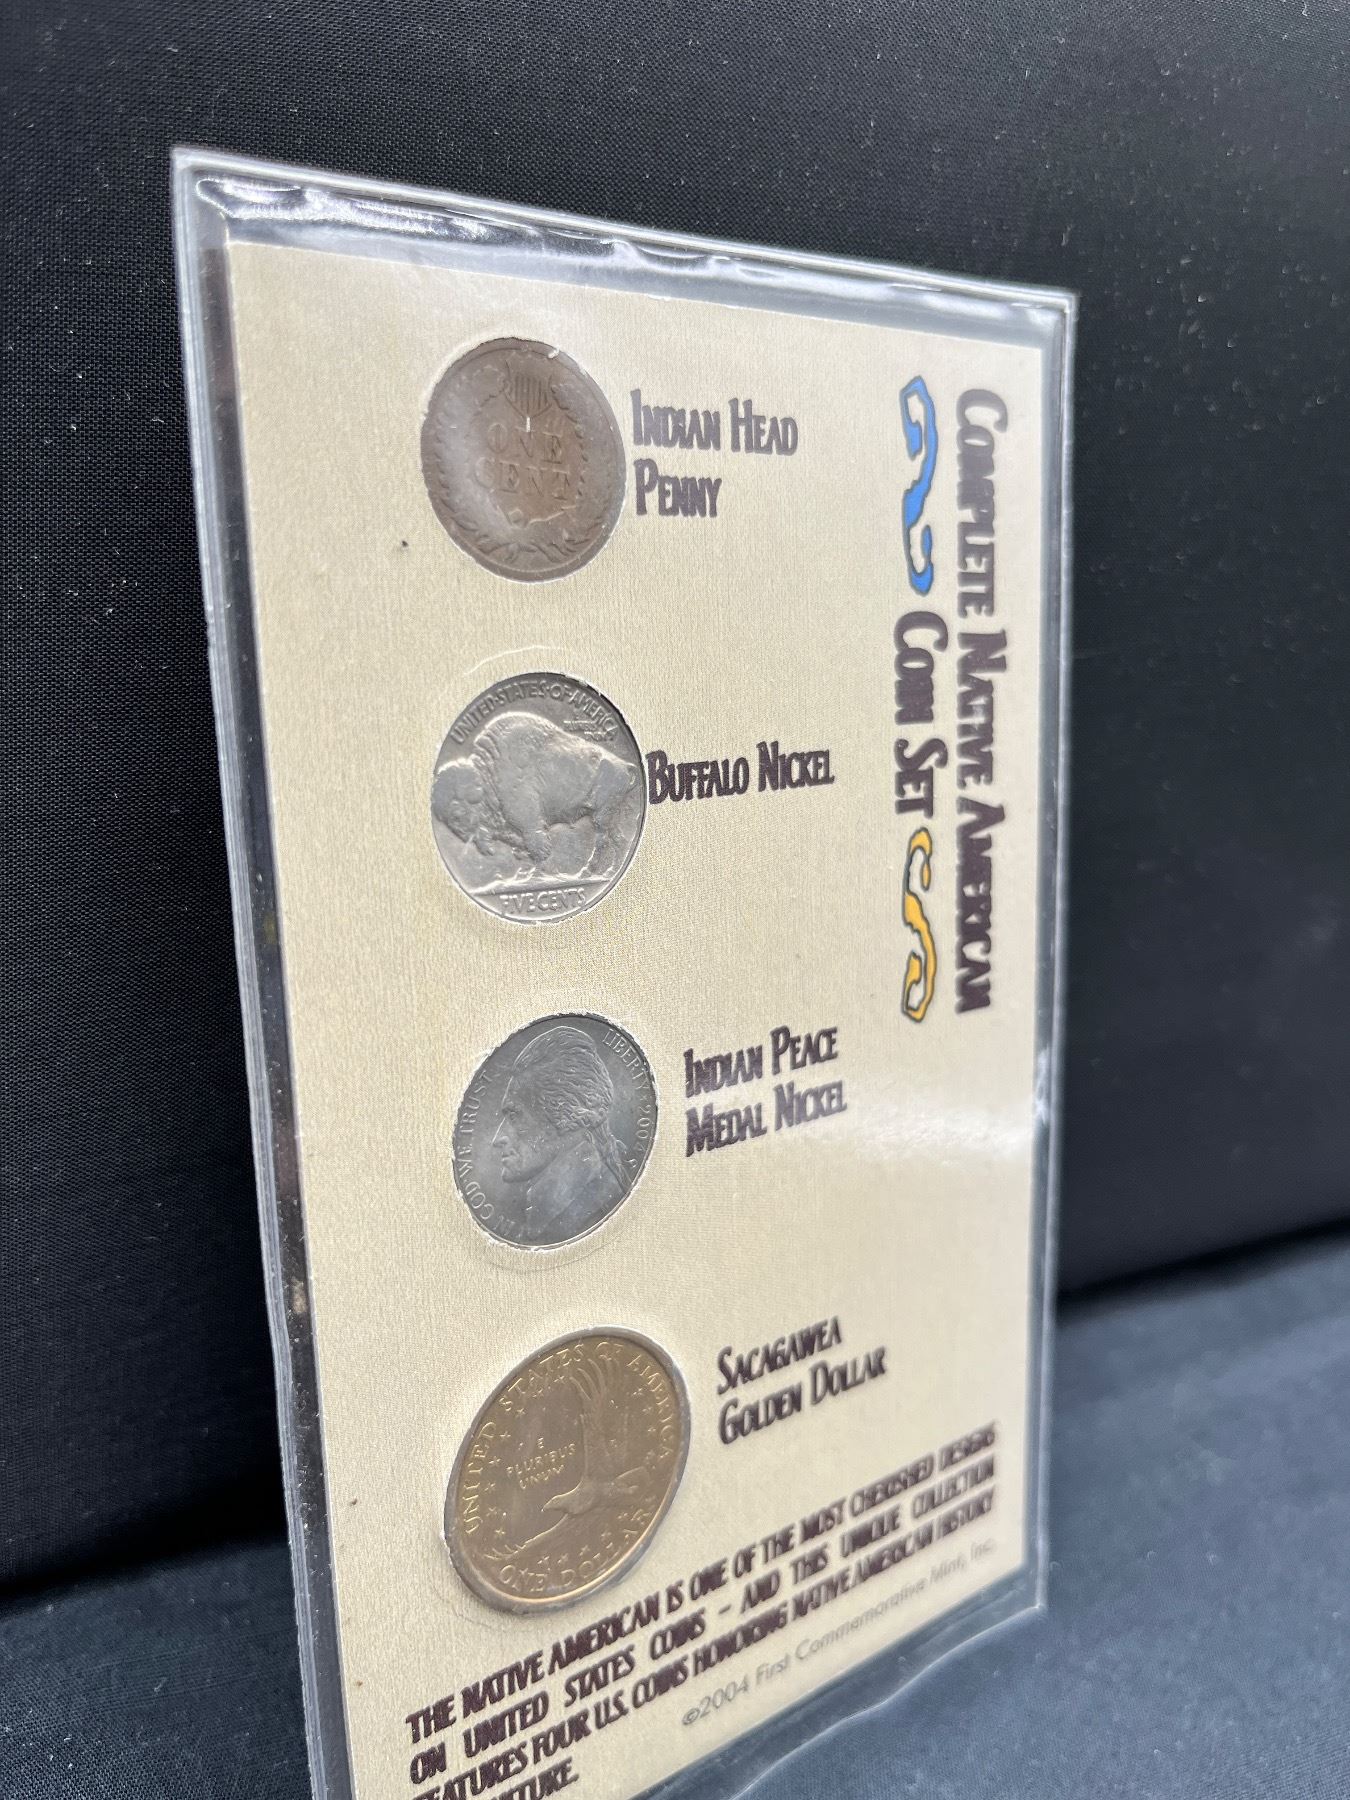 COMPLETE NATIVE AMERICAN
COIN SET
ONE
CENT
INDIAN HEAD
PENNY
UNITED·STATES·OF·AMERICA
FIVE CENTS
BUFFALO NICKEL
IN GOD WE TRUST
LIBERTY 2004
INDIAN PEACE
MEDAL NICKEL
UNITED STATES OF AMERICA
E
PLURIBUS
UNUM
ONE DOLLAR
SACAGAWEA
GOLDEN DOLLAR
THE NATIVE AMERICAN IS ONE OF THE MOST CHERISHED DESIGNS
ON UNITED STATES COINS – AND THIS UNIQUE COLLECTION
FEATURES FOUR U.S. COINS HONORING NATIVE AMERICAN HISTORY
©2004 First Commemorative Mint, Inc.